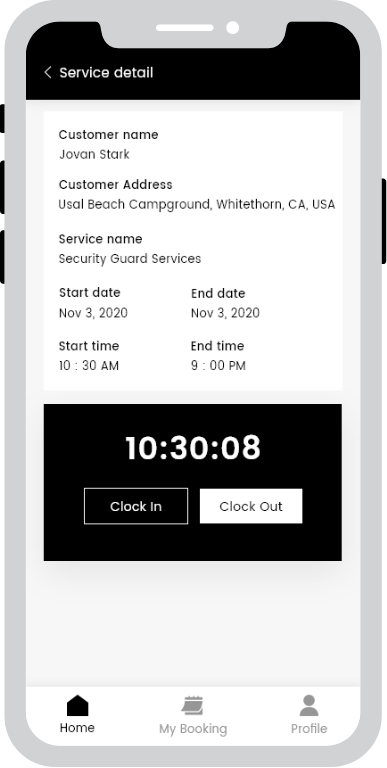 Service detail
Customer name
Jovan Stark
Customer Address
Usal Beach Campground, Whitethorn, CA, USA
Service name
Security Guard Services
Start date End date
Nov 3, 2020 Nov 3, 2020
Start time End time
10 : 30 AM 9 : 00 PM
10:30:08
Clock In Clock Out
Home My Booking Profile